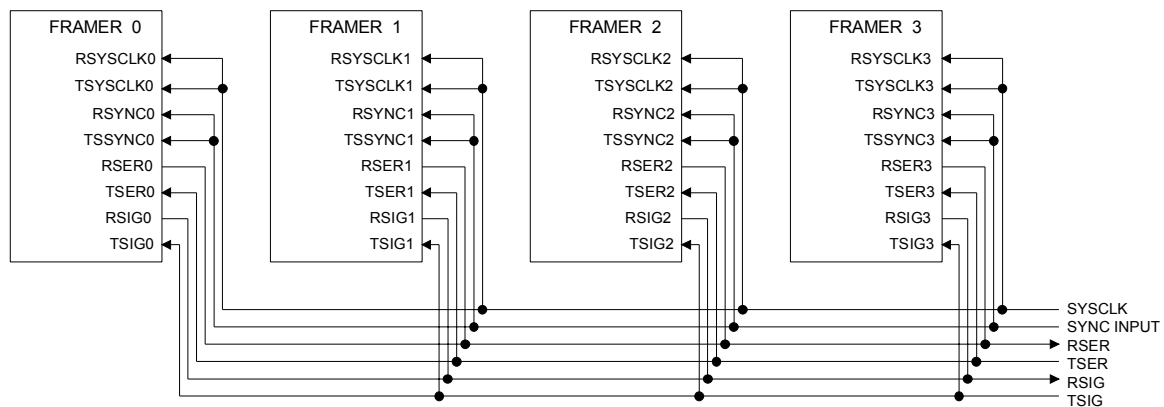 FRAMER 0
RSYSCLK0
TSYSCLK0
RSYNC0
TSSYNC0
RSER0
TSER0
RSIG0
TSIG0
FRAMER 1
RSYSCLK1
TSYSCLK1
RSYNC1
TSSYNC1
RSER1
TSER1
RSIG1
TSIG1
FRAMER 2
RSYSCLK2
TSYSCLK2
RSYNC2
TSSYNC2
RSER2
TSER2
RSIG2
TSIG2
FRAMER 3
RSYSCLK3
TSYSCLK3
RSYNC3
TSSYNC3
RSER3
TSER3
RSIG3
TSIG3
SYSCLK
SYNC INPUT
RSER
TSER
RSIG
TSIG